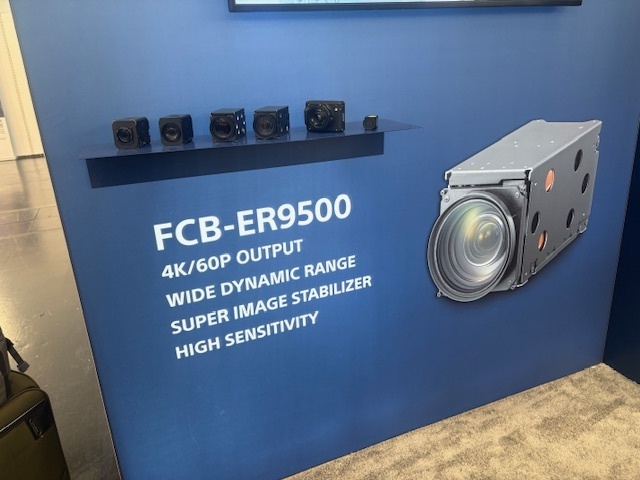 FCB-ER9500
4K/60P OUTPUT
WIDE DYNAMIC RANGE
SUPER IMAGE STABILIZER
HIGH SENSITIVITY